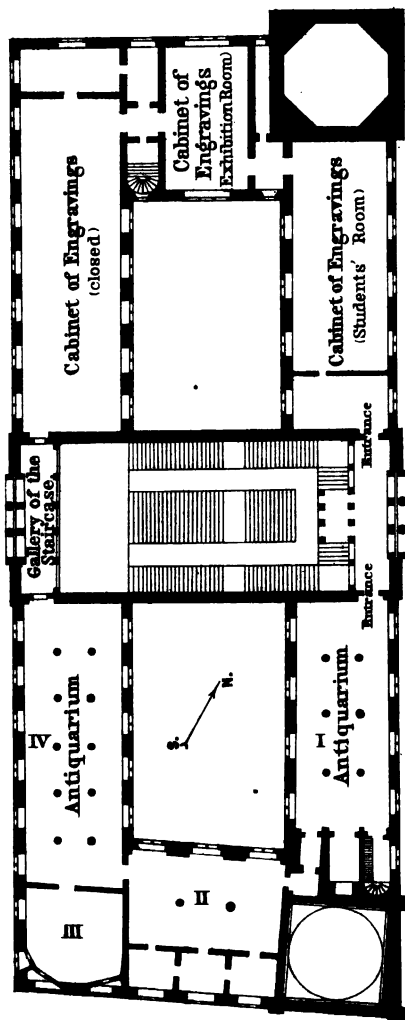 Cabinet of
Engravings
(Exhibition Room)
Cabinet of Engravings
(closed)
Cabinet of Engravings
(Students' Room)
Gallery of the
Staircase.
Entrance
Entrance
IV
Antiquarium
S.
N.
I
Antiquarium
II
III